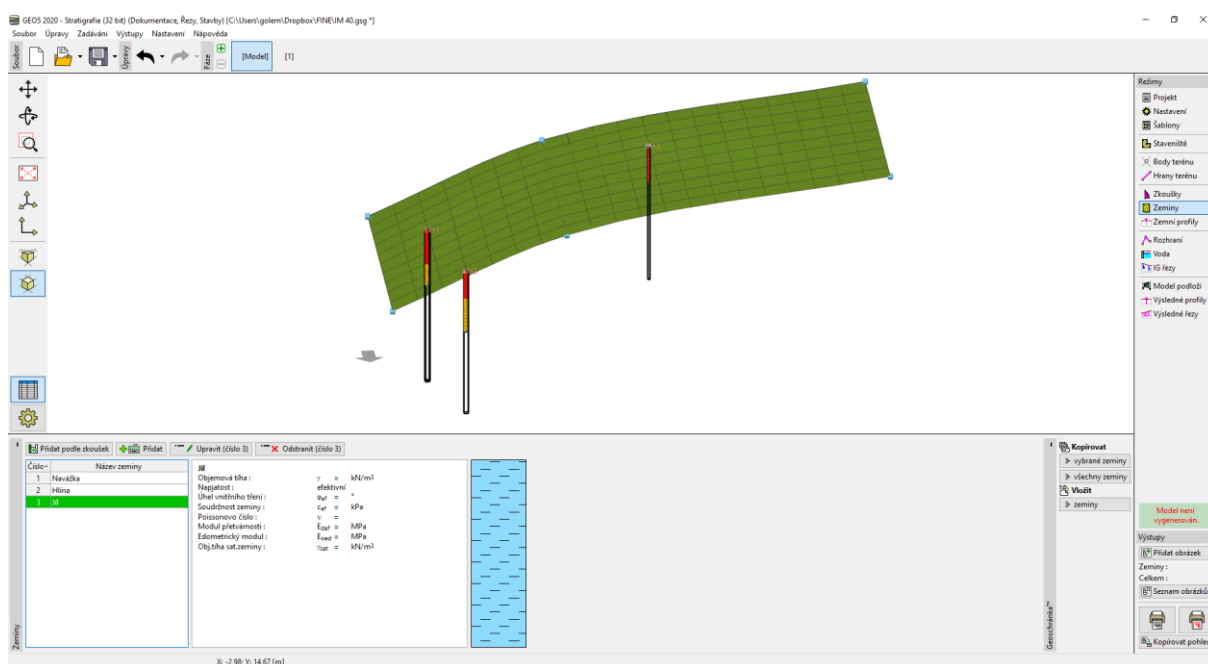 GEO5 2020 - Stratigrafie (32 bit) (Dokumentace, Řezy, Stavby) [C:\Users\golem\Dropbox\FINE\IM 40.gsg *]
Soubor Úpravy Zadávání Výstupy Nastavení Nápověda
Soubor
Úpravy
Fáze
[Model] [1]
Režimy
Projekt
Nastavení
Šablony
Staveniště
Body terénu
Hrany terénu
Zkoušky
Zeminy
Zemní profily
Rozhraní
Voda
IG řezy
Model podloží
Výsledné profily
Výsledné řezy
Přidat podle zkoušek Přidat Upravit (číslo 3) Odstranit (číslo 3)
Číslo Název zeminy
1 Navážka
2 Hlína
3 Jíl
Jíl
Objemová tíha : γ = kN/m³
Napjatost : efektivní
Úhel vnitřního tření : φef = °
Soudržnost zeminy : cef = kPa
Poissonovo číslo : ν =
Modul přetvárnosti : Edef = MPa
Edometrický modul : Eoed = MPa
Obj.tíha sat.zeminy : γsat = kN/m³
Zeminy
Geoschránka™
Kopírovat
vybrané zeminy
všechny zeminy
Vložit
zeminy
Model není
vygenerován.
Výstupy
Přidat obrázek
Zeminy :
Celkem :
Seznam obrázků
Kopírovat pohled
X: -2,98; Y: 14,67 [m]